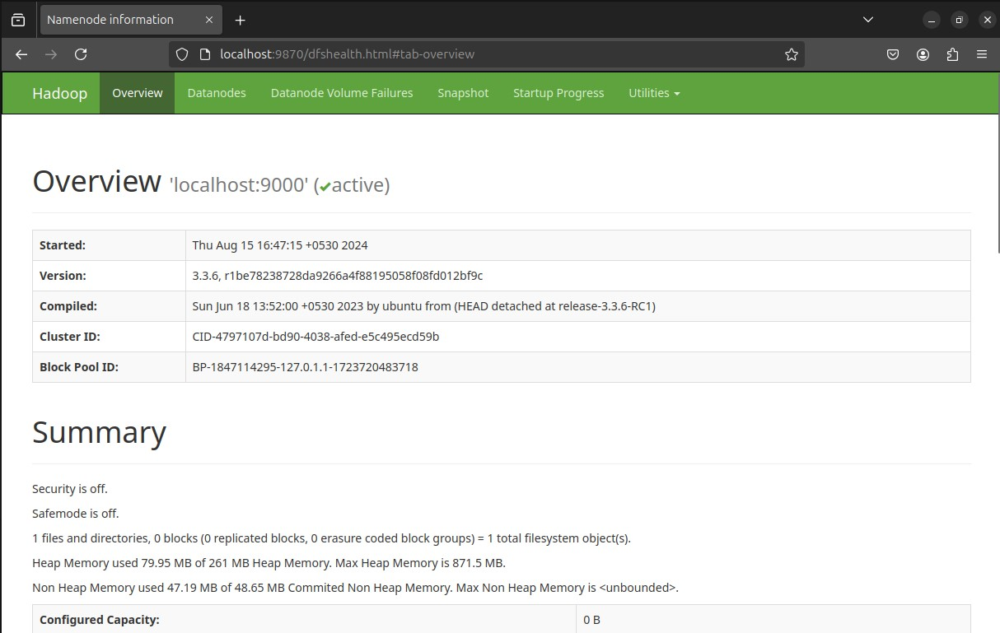 Namenode information
localhost:9870/dfshealth.html#tab-overview
Hadoop Overview Datanodes Datanode Volume Failures Snapshot Startup Progress Utilities
Overview 'localhost:9000' (✔active)
Started: Thu Aug 15 16:47:15 +0530 2024
Version: 3.3.6, r1be78238728da9266a4f88195058f08fd012bf9c
Compiled: Sun Jun 18 13:52:00 +0530 2023 by ubuntu from (HEAD detached at release-3.3.6-RC1)
Cluster ID: CID-4797107d-bd90-4038-afed-e5c495ecd59b
Block Pool ID: BP-1847114295-127.0.1.1-1723720483718
Summary
Security is off.
Safemode is off.
1 files and directories, 0 blocks (0 replicated blocks, 0 erasure coded block groups) = 1 total filesystem object(s).
Heap Memory used 79.95 MB of 261 MB Heap Memory. Max Heap Memory is 871.5 MB.
Non Heap Memory used 47.19 MB of 48.65 MB Commited Non Heap Memory. Max Non Heap Memory is <unbounded>.
Configured Capacity: 0 B